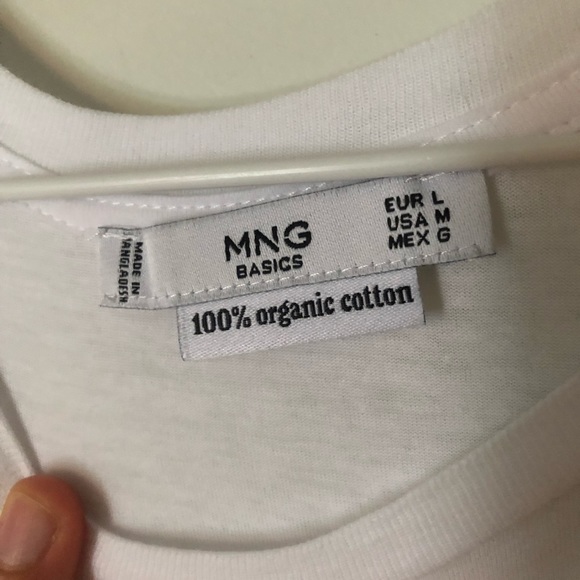 MADE IN
BANGLADESH
MNG
BASICS
EUR L
USA M
MEX G
100% organic cotton